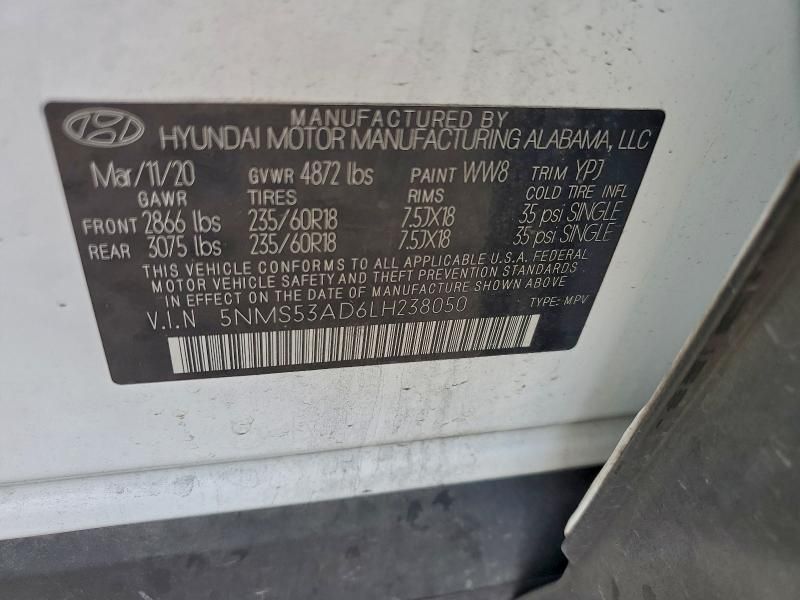 MANUFACTURED BY
HYUNDAI MOTOR MANUFACTURING ALABAMA, LLC
Mar/11/20 GVWR 4872 lbs PAINT WW8 TRIM YPJ
GAWR TIRES RIMS COLD TIRE INFL
FRONT 2866 lbs 235/60R18 7.5JX18 35 psi SINGLE
REAR 3075 lbs 235/60R18 7.5JX18 35 psi SINGLE
THIS VEHICLE CONFORMS TO ALL APPLICABLE U.S.A. FEDERAL
MOTOR VEHICLE SAFETY AND THEFT PREVENTION STANDARDS
IN EFFECT ON THE DATE OF MANUFACTURE SHOWN ABOVE
V.I.N 5NMS53AD6LH238050 TYPE: MPV